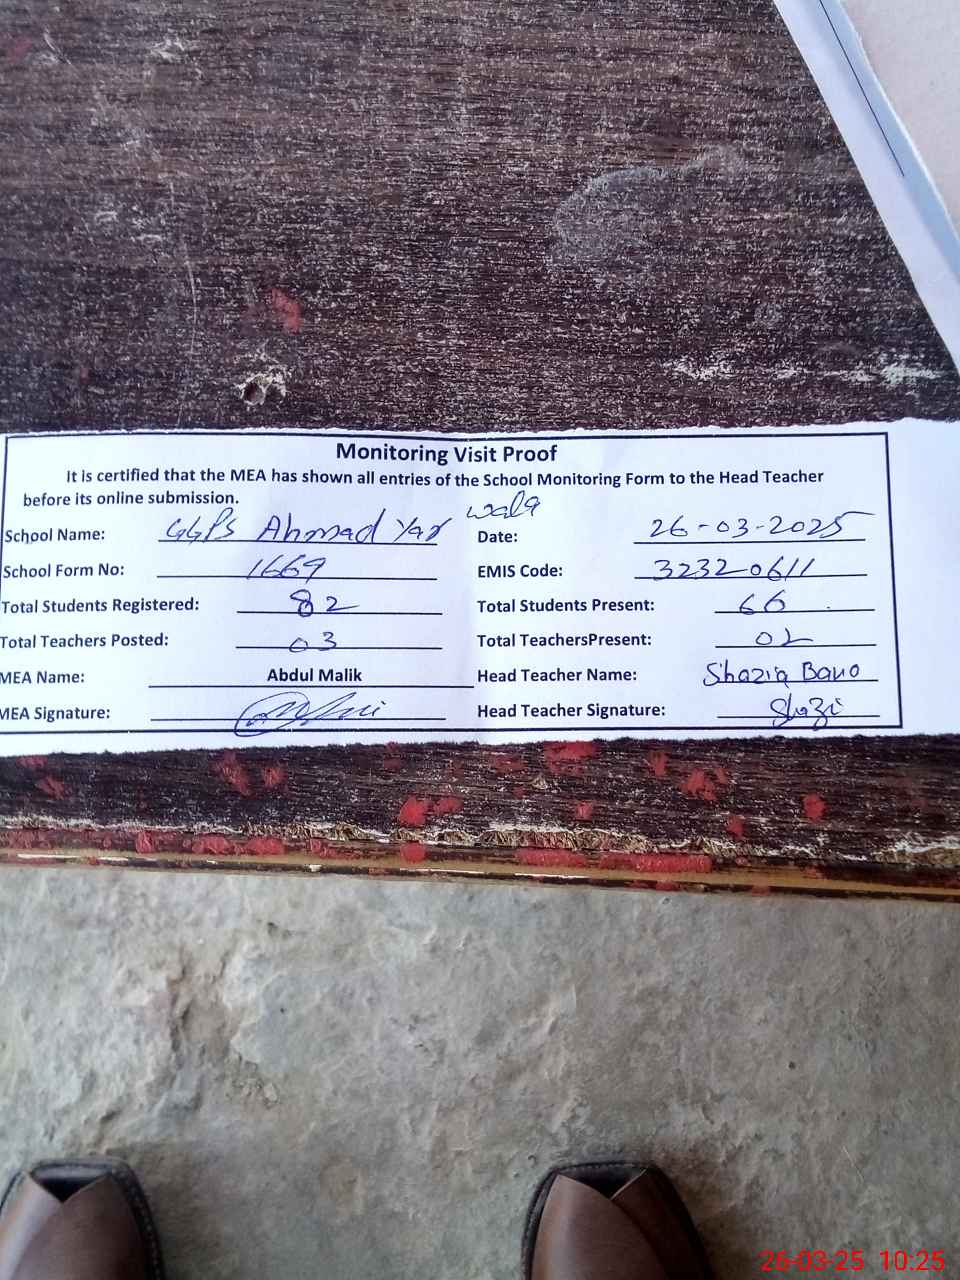 Monitoring Visit Proof
It is certified that the MEA has shown all entries of the School Monitoring Form to the Head Teacher
before its online submission.
School Name: GGPS Ahmad Yar wala Date: 26-03-2025
School Form No: 1669 EMIS Code: 32320611
Total Students Registered: 82 Total Students Present: 66
Total Teachers Posted: 03 Total TeachersPresent: 02
MEA Name: Abdul Malik Head Teacher Name: Shazia Bano
MEA Signature: Head Teacher Signature: Shazi
26-03-25 10:25